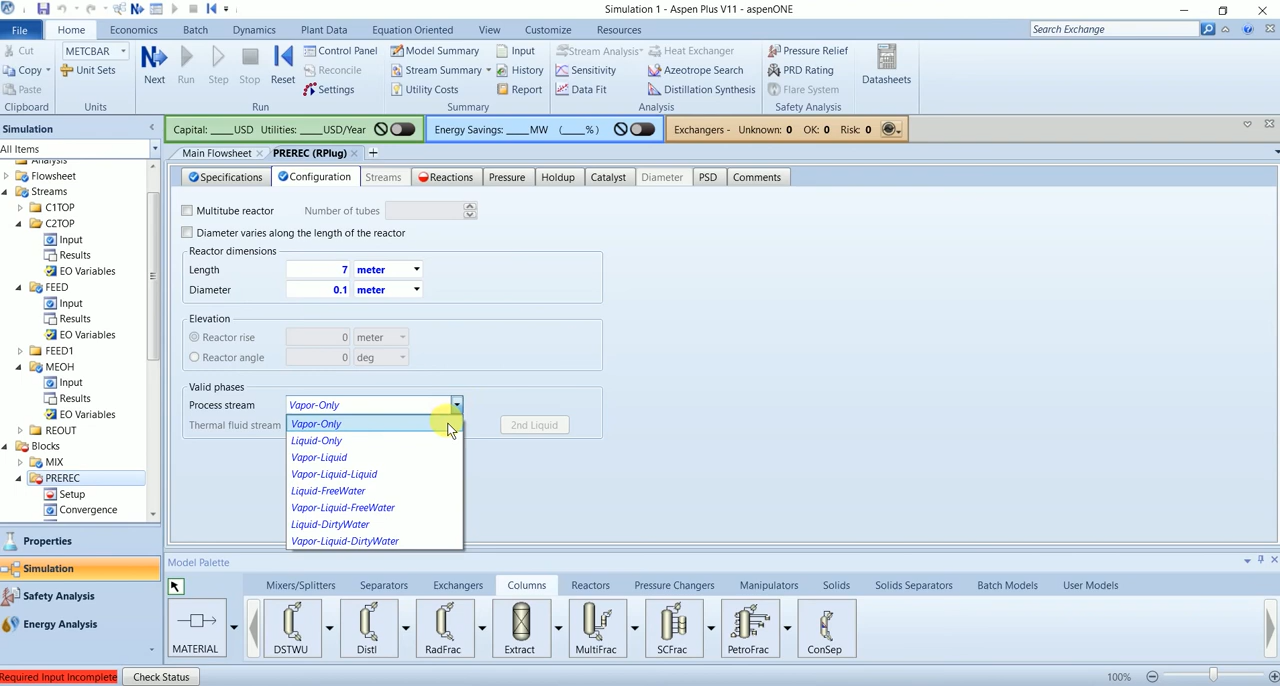 Simulation 1 - Aspen Plus V11 - aspenONE
File Home Economics Batch Dynamics Plant Data Equation Oriented View Customize Resources Search Exchange
Cut METCBAR Control Panel Model Summary Input Stream Analysis Heat Exchanger Pressure Relief
Copy Unit Sets Next Run Step Stop Reset Reconcile Stream Summary History Sensitivity Azeotrope Search PRD Rating Datasheets
Paste Settings Utility Costs Report Data Fit Distillation Synthesis Flare System
Clipboard Units Run Summary Analysis Safety Analysis
Simulation Capital: ____USD Utilities: ____USD/Year Energy Savings: ____MW (____%) Exchangers - Unknown: 0 OK: 0 Risk: 0
All Items Main Flowsheet PREREC (RPlug) +
Analysis
Flowsheet Specifications Configuration Streams Reactions Pressure Holdup Catalyst Diameter PSD Comments
Streams
C1TOP Multitube reactor Number of tubes
C2TOP Diameter varies along the length of the reactor
Input Reactor dimensions
Results Length 7 meter
EO Variables Diameter 0.1 meter
FEED
Input Elevation
Results Reactor rise 0 meter
EO Variables Reactor angle 0 deg
FEED1
MEOH Valid phases
Input Process stream Vapor-Only
Results Thermal fluid stream 2nd Liquid
EO Variables Vapor-Only
REOUT Liquid-Only
Blocks Vapor-Liquid
MIX Vapor-Liquid-Liquid
PREREC Liquid-FreeWater
Setup Vapor-Liquid-FreeWater
Convergence Liquid-DirtyWater
Vapor-Liquid-DirtyWater
Properties
Simulation Model Palette
Safety Analysis Mixers/Splitters Separators Exchangers Columns Reactors Pressure Changers Manipulators Solids Solids Separators Batch Models User Models
Energy Analysis
MATERIAL DSTWU Distl RadFrac Extract MultiFrac SCFrac PetroFrac ConSep
Required Input Incomplete Check Status 100%